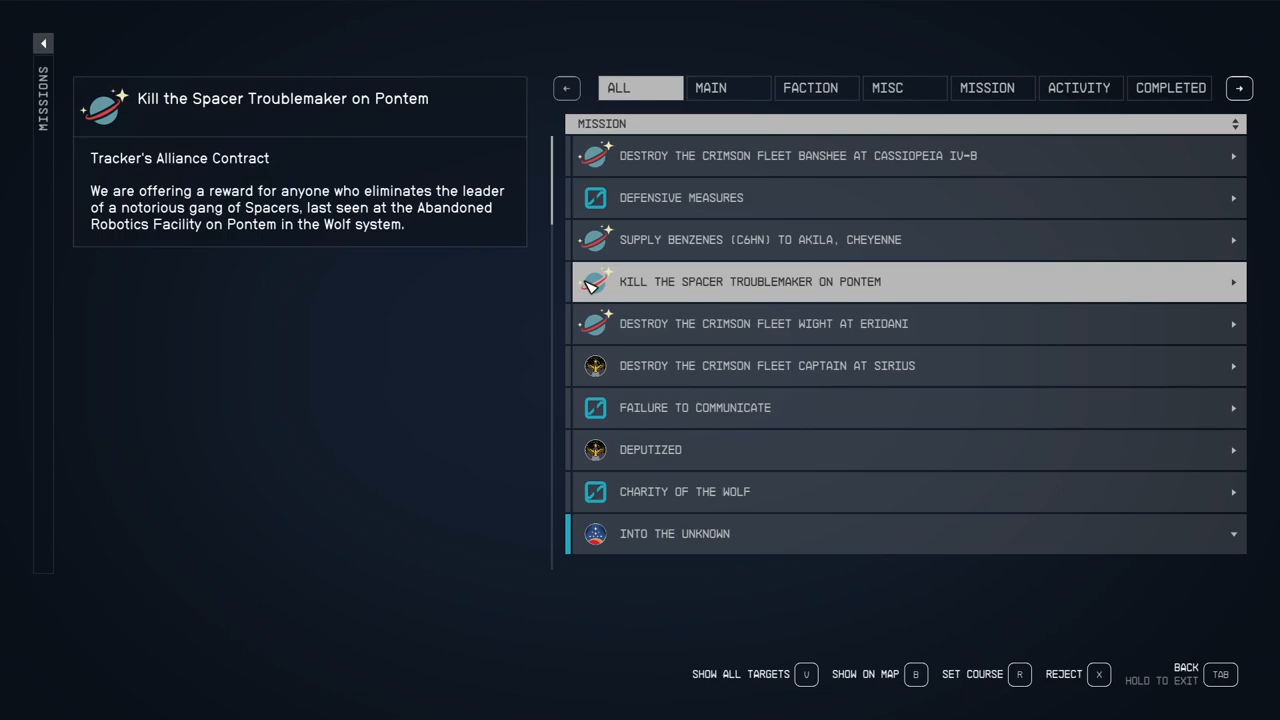 MISSIONS
Kill the Spacer Troublemaker on Pontem
Tracker's Alliance Contract
We are offering a reward for anyone who eliminates the leader
of a notorious gang of Spacers, last seen at the Abandoned
Robotics Facility on Pontem in the Wolf system.
ALL MAIN FACTION MISC MISSION ACTIVITY COMPLETED
MISSION
DESTROY THE CRIMSON FLEET BANSHEE AT CASSIOPEIA IV-B
DEFENSIVE MEASURES
SUPPLY BENZENES (C6HN) TO AKILA, CHEYENNE
KILL THE SPACER TROUBLEMAKER ON PONTEM
DESTROY THE CRIMSON FLEET WIGHT AT ERIDANI
DESTROY THE CRIMSON FLEET CAPTAIN AT SIRIUS
FAILURE TO COMMUNICATE
DEPUTIZED
CHARITY OF THE WOLF
INTO THE UNKNOWN
SHOW ALL TARGETS V SHOW ON MAP B SET COURSE R REJECT X BACK TAB
HOLD TO EXIT